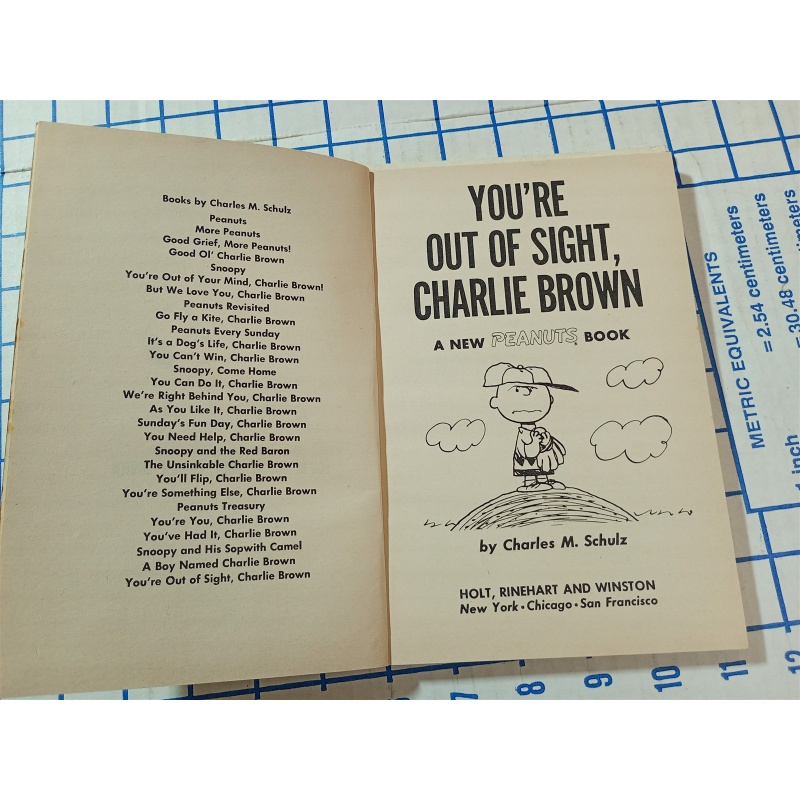 Books by Charles M. Schulz
Peanuts
More Peanuts
Good Grief, More Peanuts!
Good Ol' Charlie Brown
Snoopy
You're Out of Your Mind, Charlie Brown!
But We Love You, Charlie Brown
Peanuts Revisited
Go Fly a Kite, Charlie Brown
Peanuts Every Sunday
It's a Dog's Life, Charlie Brown
You Can't Win, Charlie Brown
Snoopy, Come Home
You Can Do It, Charlie Brown
We're Right Behind You, Charlie Brown
As You Like It, Charlie Brown
Sunday's Fun Day, Charlie Brown
You Need Help, Charlie Brown
Snoopy and the Red Baron
The Unsinkable Charlie Brown
You'll Flip, Charlie Brown
You're Something Else, Charlie Brown
Peanuts Treasury
You're You, Charlie Brown
You've Had It, Charlie Brown
Snoopy and His Sopwith Camel
A Boy Named Charlie Brown
You're Out of Sight, Charlie Brown
YOU'RE
OUT OF SIGHT,
CHARLIE BROWN
A NEW PEANUTS BOOK
by Charles M. Schulz
HOLT, RINEHART AND WINSTON
New York • Chicago • San Francisco
METRIC EQUIVALENTS
1 inch = 2.54 centimeters
= 30.48 centimeters
7 8 9 10 11 12